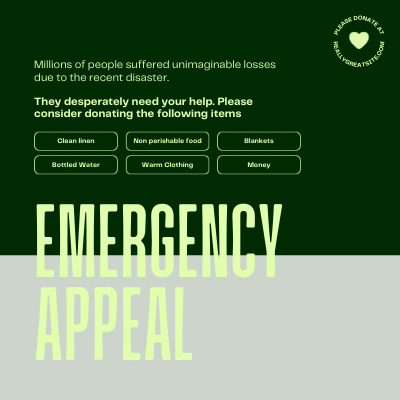 PLEASE DONATE AT
REALLYGREATSITE.COM
Millions of people suffered unimaginable losses
due to the recent disaster.
They desperately need your help. Please
consider donating the following items
Clean linen
Non perishable food
Blankets
Bottled Water
Warm Clothing
Money
EMERGENCY
APPEAL